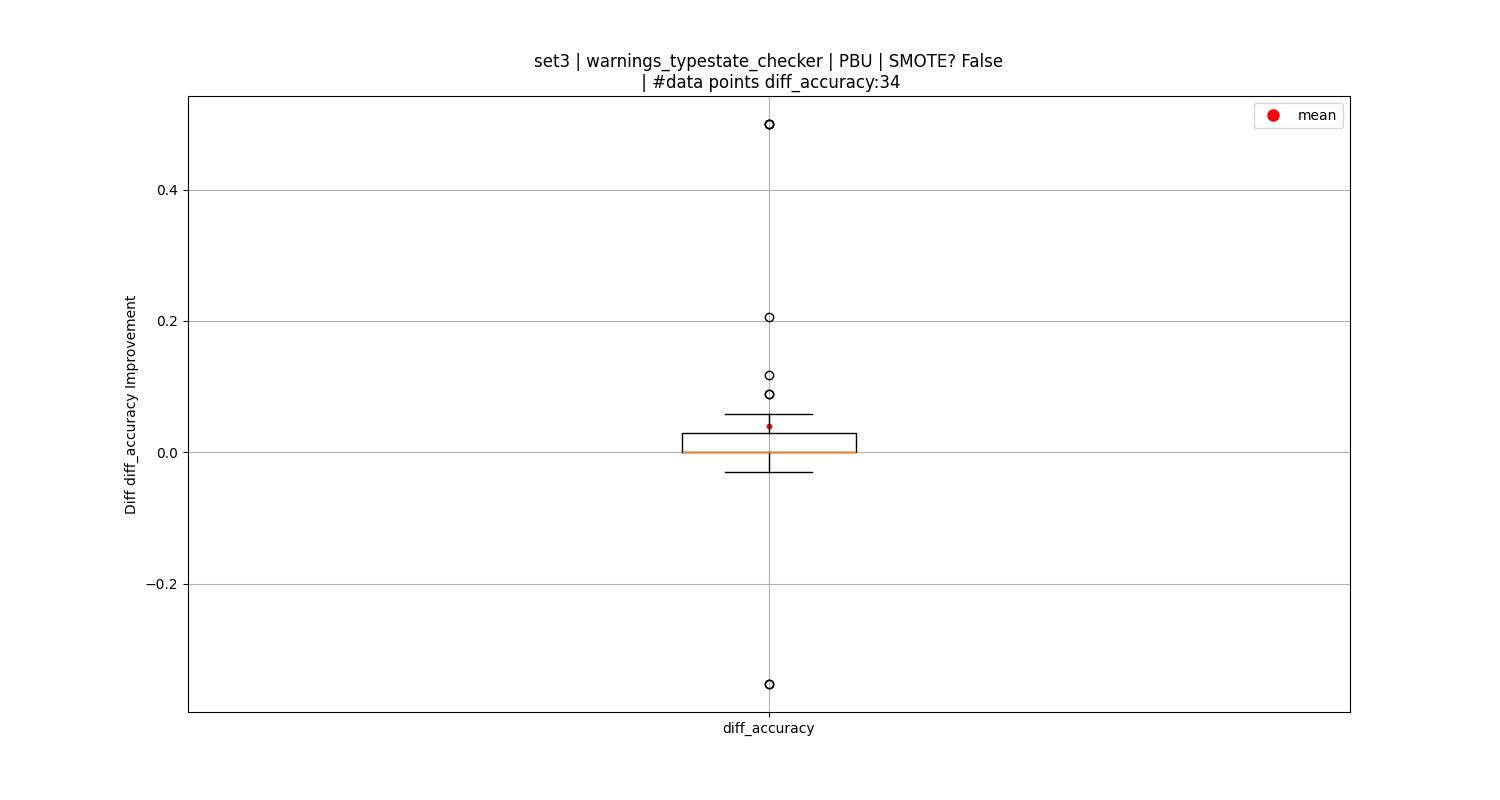 set3 | warnings_typestate_checker | PBU | SMOTE? False
| #data points diff_accuracy:34
mean
0.4
0.2
0.0
−0.2
Diff diff_accuracy Improvement
diff_accuracy